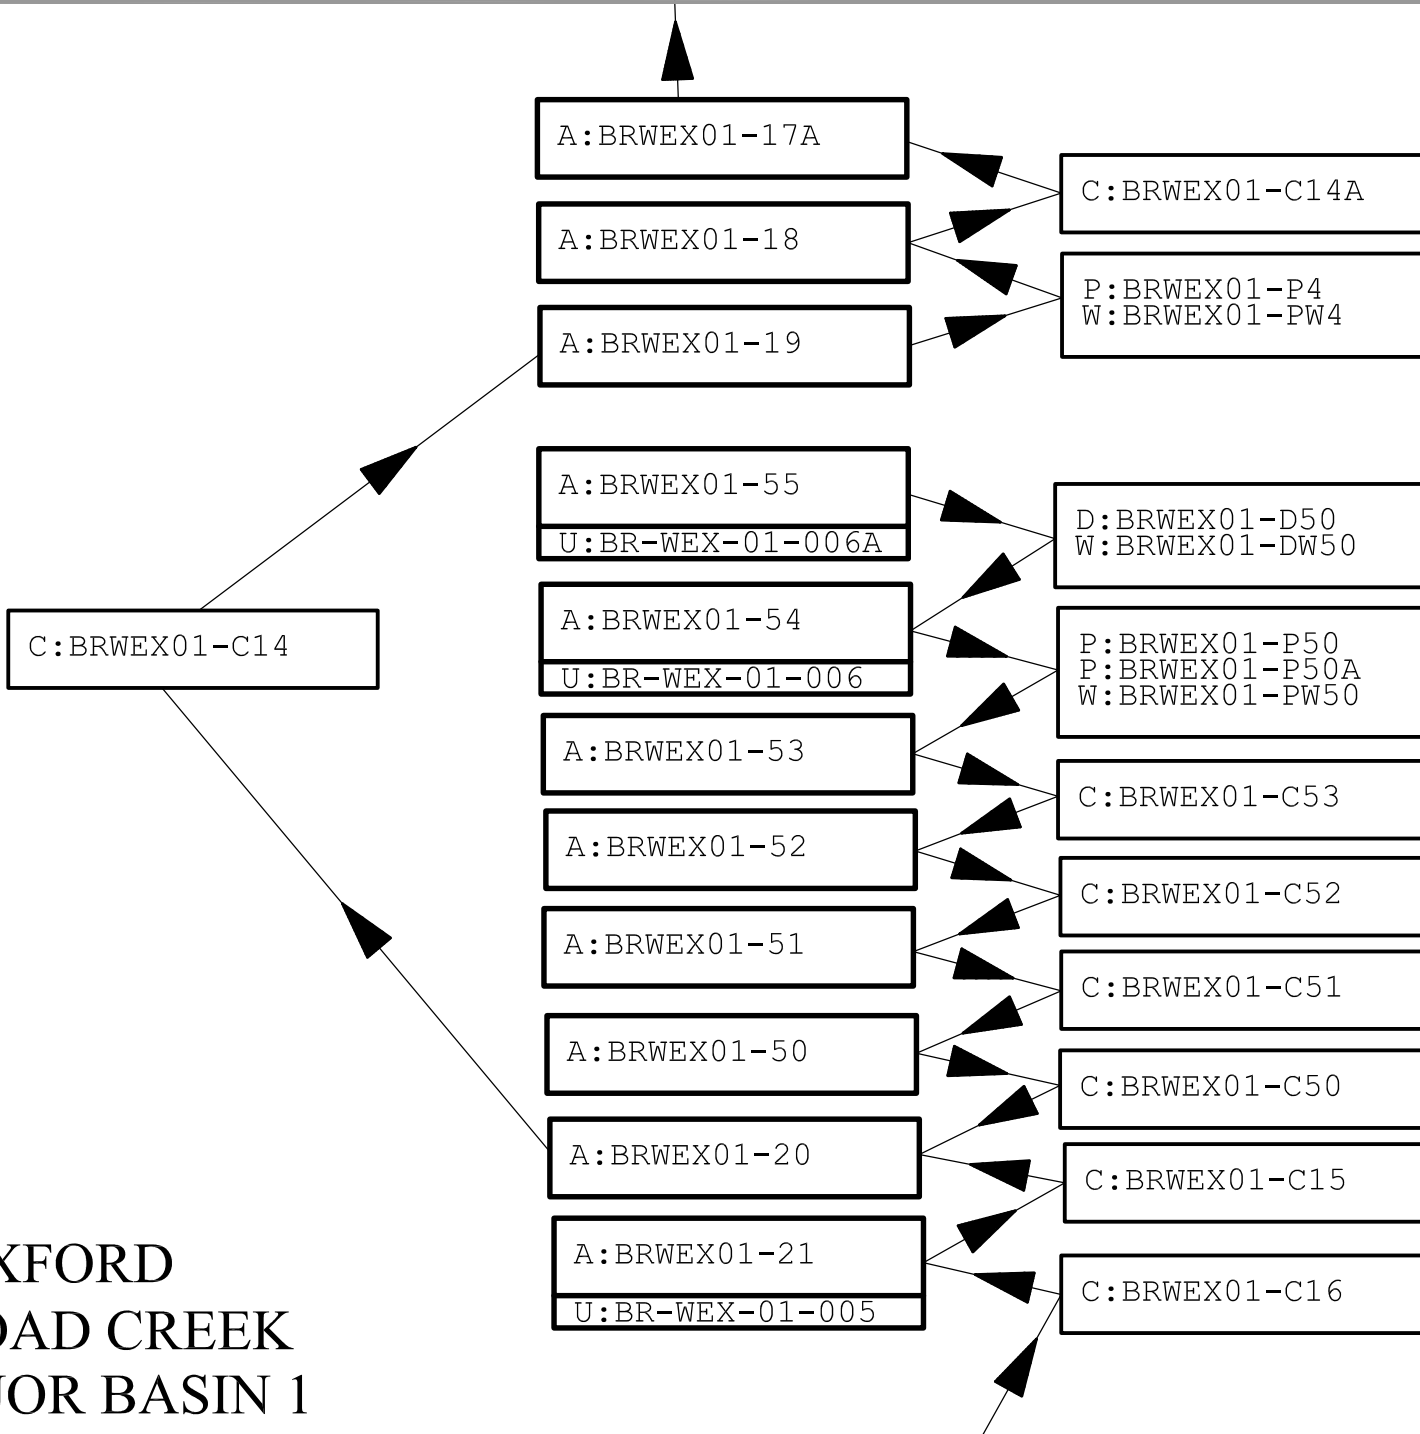 A:BRWEX01-17A
C:BRWEX01-C14A
A:BRWEX01-18
P:BRWEX01-P4
W:BRWEX01-PW4
A:BRWEX01-19
A:BRWEX01-55
U:BR-WEX-01-006A
D:BRWEX01-D50
W:BRWEX01-DW50
A:BRWEX01-54
U:BR-WEX-01-006
C:BRWEX01-C14
P:BRWEX01-P50
P:BRWEX01-P50A
W:BRWEX01-PW50
A:BRWEX01-53
C:BRWEX01-C53
A:BRWEX01-52
C:BRWEX01-C52
A:BRWEX01-51
C:BRWEX01-C51
A:BRWEX01-50
C:BRWEX01-C50
A:BRWEX01-20
C:BRWEX01-C15
A:BRWEX01-21
U:BR-WEX-01-005
C:BRWEX01-C16
XFORD
OAD CREEK
JOR BASIN 1